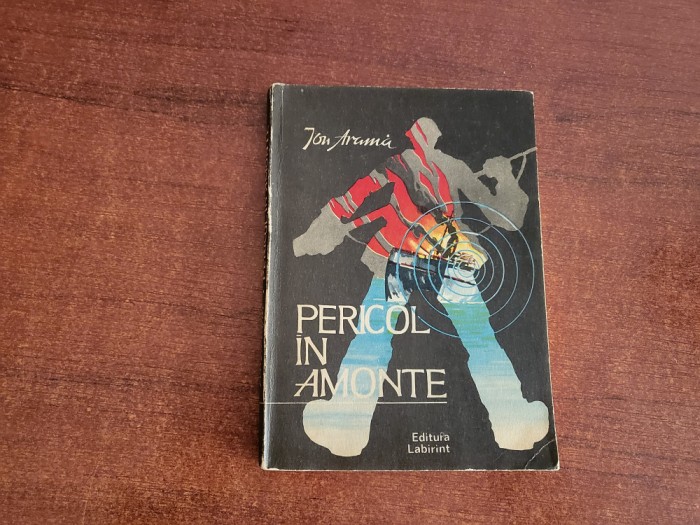 Ion Aramă
PERICOL
ÎN
AMONTE
Editura
Labirint